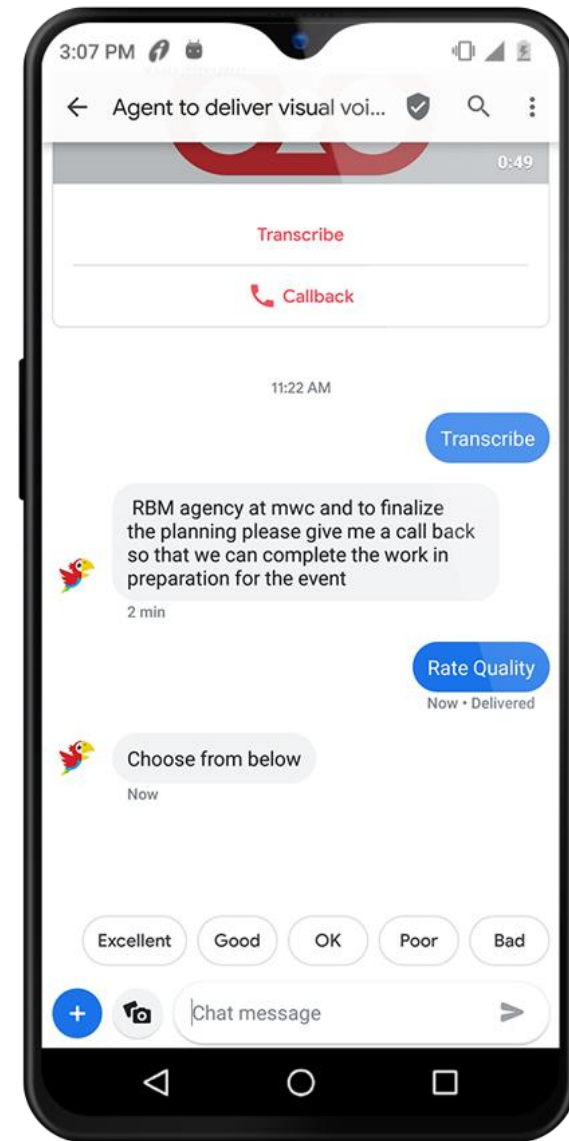 3:07 PM
Agent to deliver visual voi...
0:49
Transcribe
Callback
11:22 AM
Transcribe
RBM agency at mwc and to finalize
the planning please give me a call back
so that we can complete the work in
preparation for the event
2 min
Rate Quality
Now • Delivered
Choose from below
Now
Excellent Good OK Poor Bad
Chat message